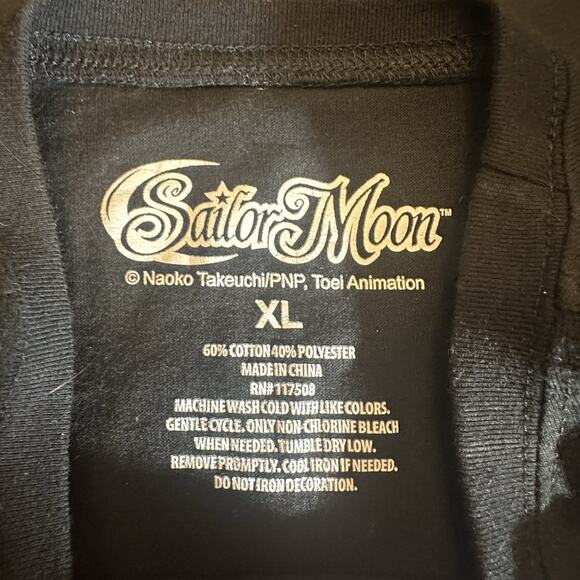 Sailor Moon™
© Naoko Takeuchi/PNP, Toei Animation
XL
60% COTTON 40% POLYESTER
MADE IN CHINA
RN# 117508
MACHINE WASH COLD WITH LIKE COLORS.
GENTLE CYCLE. ONLY NON-CHLORINE BLEACH
WHEN NEEDED. TUMBLE DRY LOW.
REMOVE PROMPTLY. COOL IRON IF NEEDED.
DO NOT IRON DECORATION.